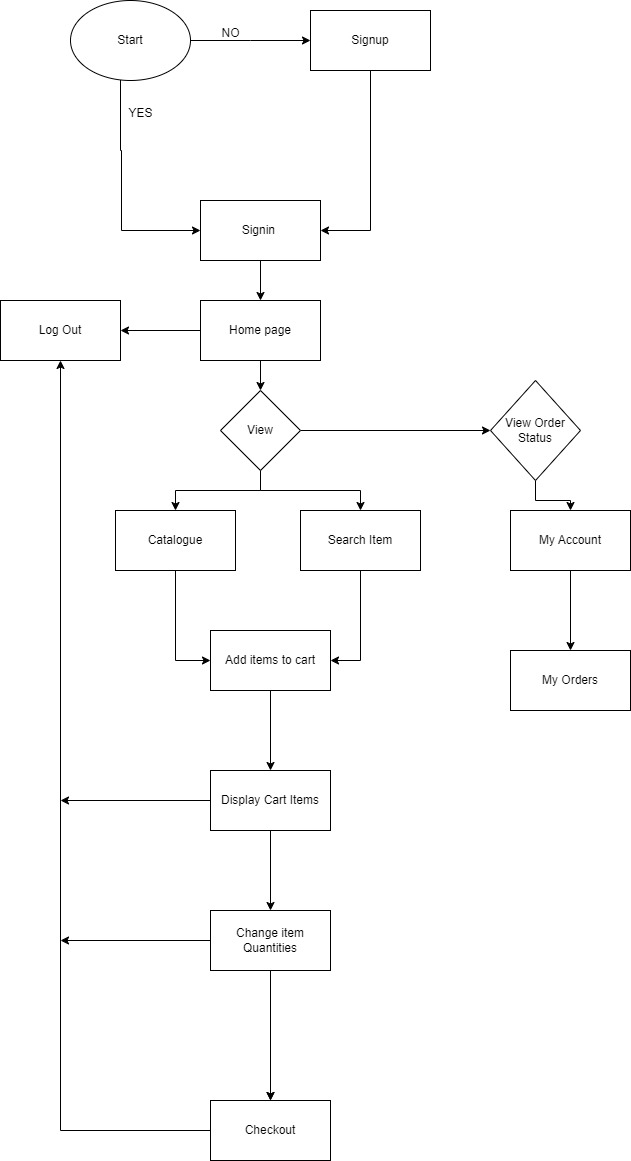 Start
NO
Signup
YES
Signin
Log Out
Home page
View
View Order
Status
Catalogue
Search Item
My Account
Add items to cart
My Orders
Display Cart Items
Change item
Quantities
Checkout